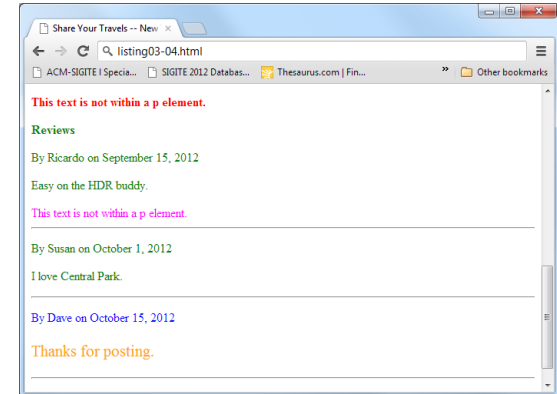 Share Your Travels -- New
listing03-04.html
ACM-SIGITE I Specia... SIGITE 2012 Databas... Thesaurus.com | Fin... » Other bookmarks
This text is not within a p element.
Reviews
By Ricardo on September 15, 2012
Easy on the HDR buddy.
This text is not within a p element.
By Susan on October 1, 2012
I love Central Park.
By Dave on October 15, 2012
Thanks for posting.